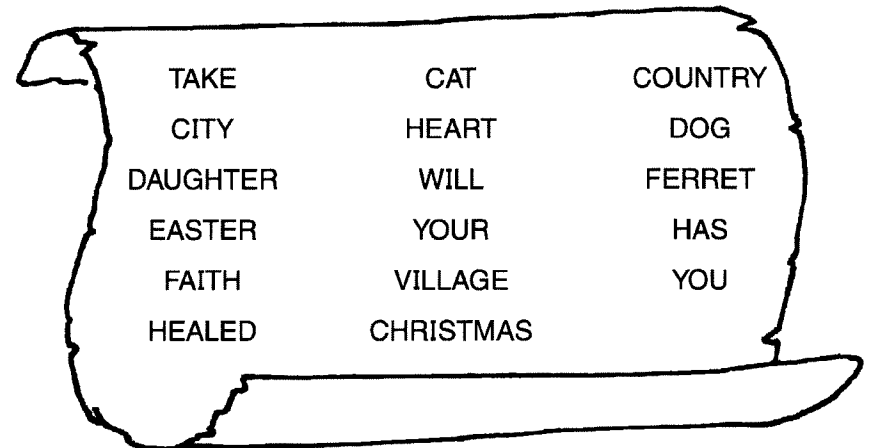 TAKE CAT COUNTRY
CITY HEART DOG
DAUGHTER WILL FERRET
EASTER YOUR HAS
FAITH VILLAGE YOU
HEALED CHRISTMAS